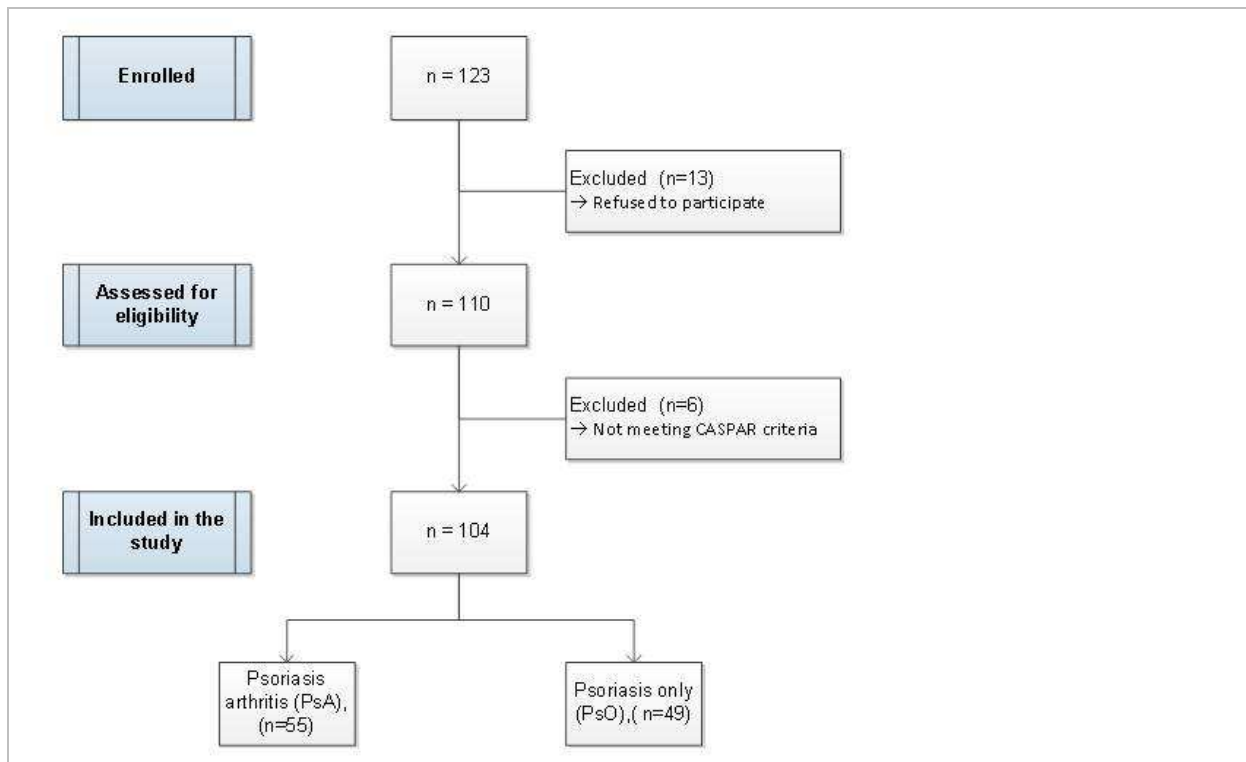 Enrolled
n = 123
Excluded (n=13)
→ Refused to participate
Assessed for
eligibility
n = 110
Excluded (n=6)
→ Not meeting CASPAR criteria
Included in the
study
n = 104
Psoriasis
arthritis (PsA),
(n=55)
Psoriasis only
(PsO),( n=49)